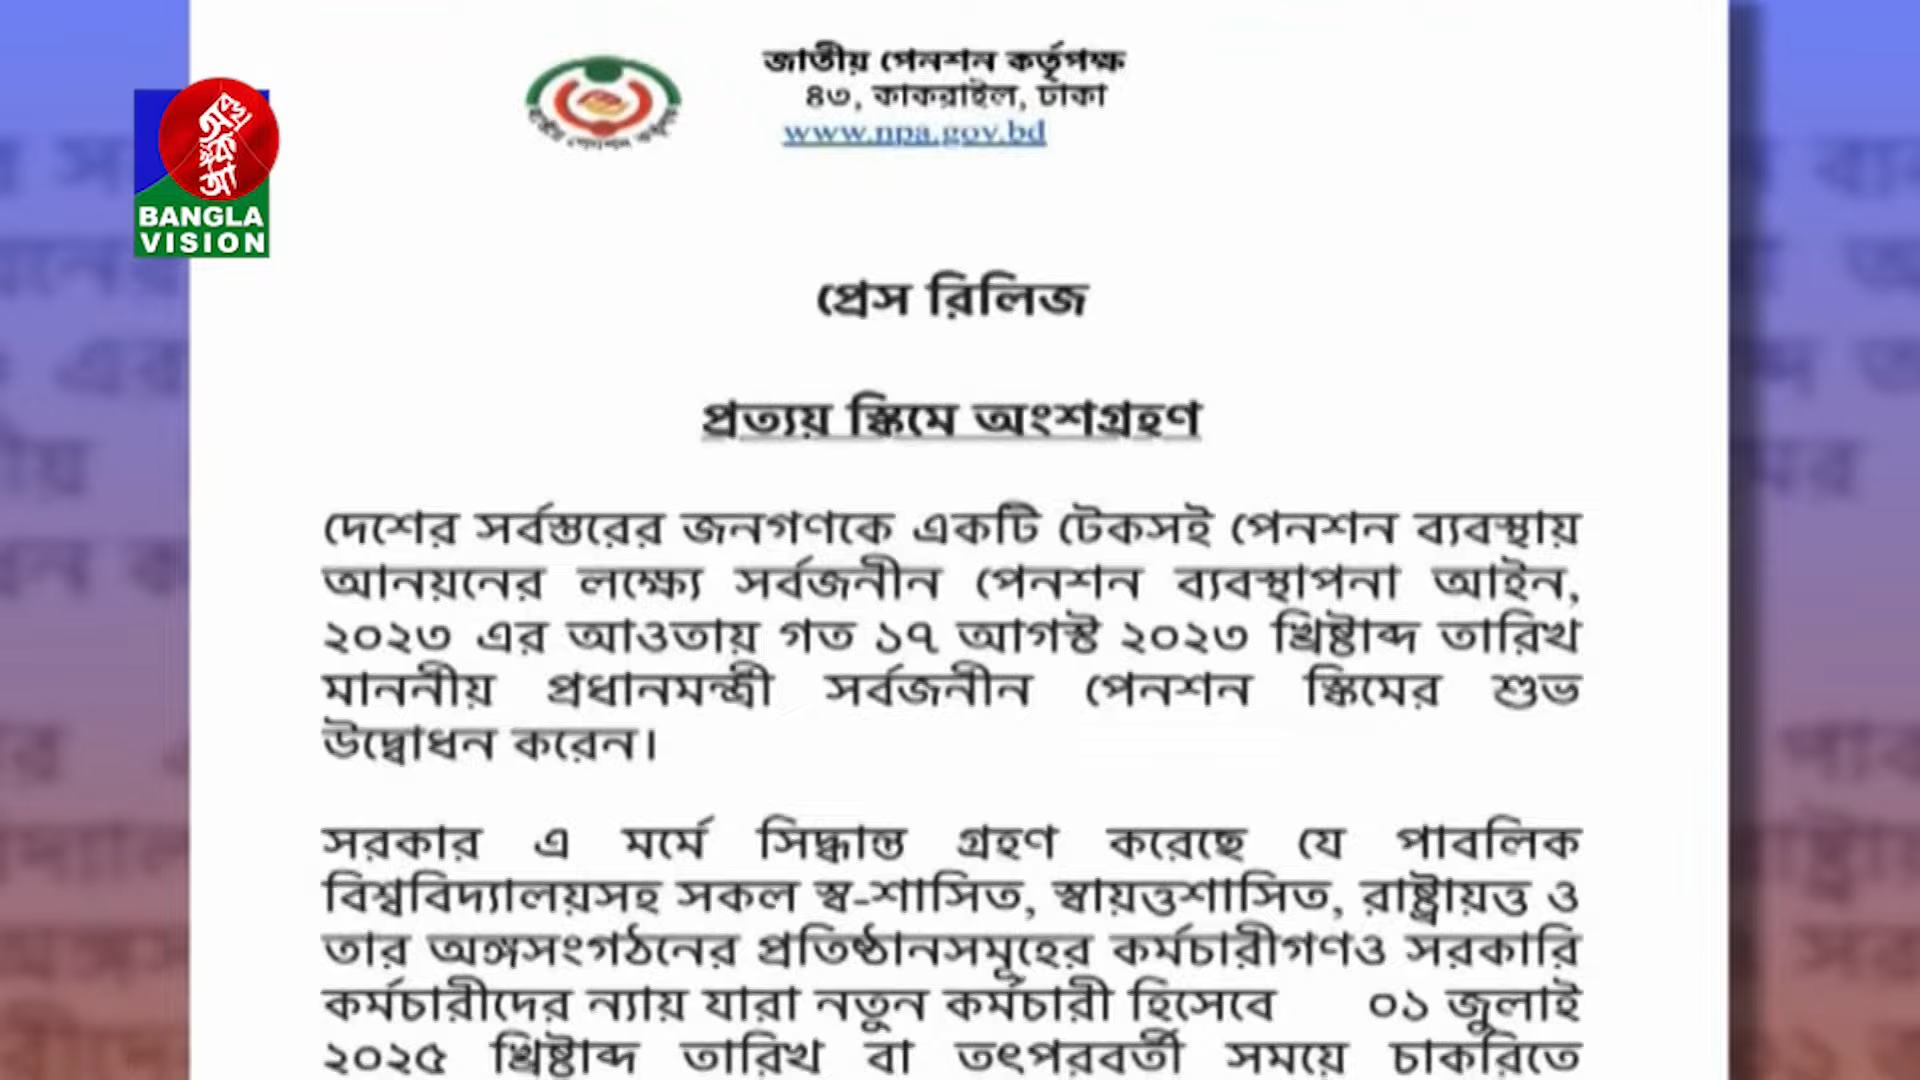 জাতীয় পেনশন কর্তৃপক্ষ
৪৩, কাকরাইল, ঢাকা
www.npa.gov.bd
BANGLA
VISION
প্রেস রিলিজ
প্রত্যয় স্কিমে অংশগ্রহণ
দেশের সর্বস্তরের জনগণকে একটি টেকসই পেনশন ব্যবস্থায়
আনয়নের লক্ষ্যে সর্বজনীন পেনশন ব্যবস্থাপনা আইন,
২০২৩ এর আওতায় গত ১৭ আগস্ট ২০২৩ খ্রিষ্টাব্দ তারিখ
মাননীয় প্রধানমন্ত্রী সর্বজনীন পেনশন স্কিমের শুভ
উদ্বোধন করেন।
সরকার এ মর্মে সিদ্ধান্ত গ্রহণ করেছে যে পাবলিক
বিশ্ববিদ্যালয়সহ সকল স্ব-শাসিত, স্বায়ত্তশাসিত, রাষ্ট্রায়ত্ত ও
তার অঙ্গসংগঠনের প্রতিষ্ঠানসমূহের কর্মচারীগণও সরকারি
কর্মচারীদের ন্যায় যারা নতুন কর্মচারী হিসেবে ০১ জুলাই
২০২৫ খ্রিষ্টাব্দ তারিখ বা তৎপরবর্তী সময়ে চাকরিতে